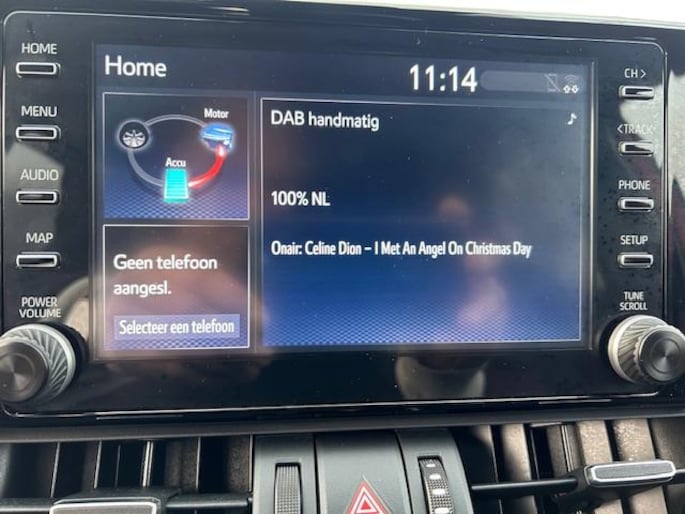 HOME
MENU
AUDIO
MAP
POWER
VOLUME
Home
11:14
Motor
Accu
Geen telefoon
aangesl.
Selecteer een telefoon
DAB handmatig
100% NL
Onair: Celine Dion – I Met An Angel On Christmas Day
CH >
< TRACK
PHONE
SETUP
TUNE
SCROLL